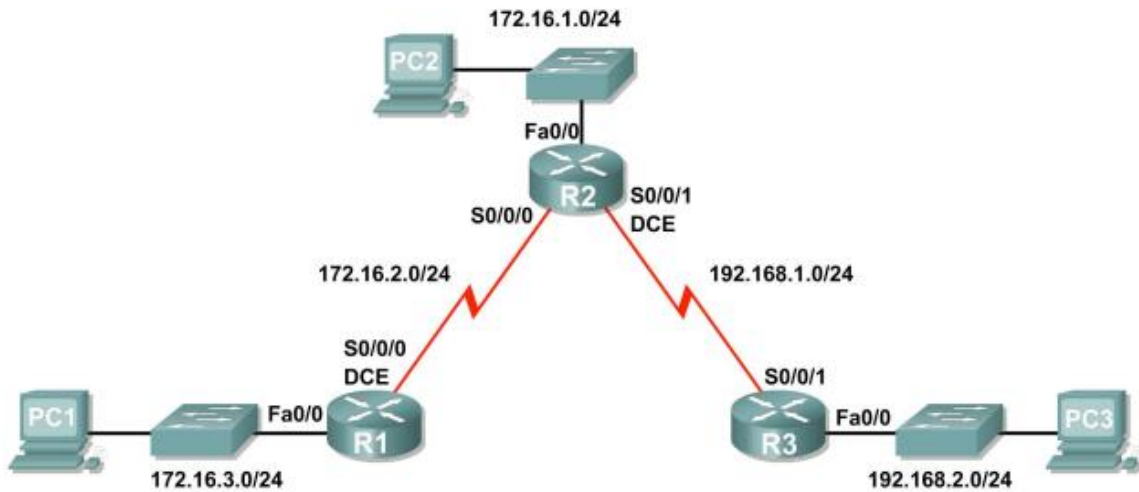 172.16.1.0/24
PC2
Fa0/0
R2
S0/0/0
S0/0/1
DCE
172.16.2.0/24
192.168.1.0/24
S0/0/0
DCE
S0/0/1
PC1
Fa0/0
R1
R3
Fa0/0
PC3
172.16.3.0/24
192.168.2.0/24